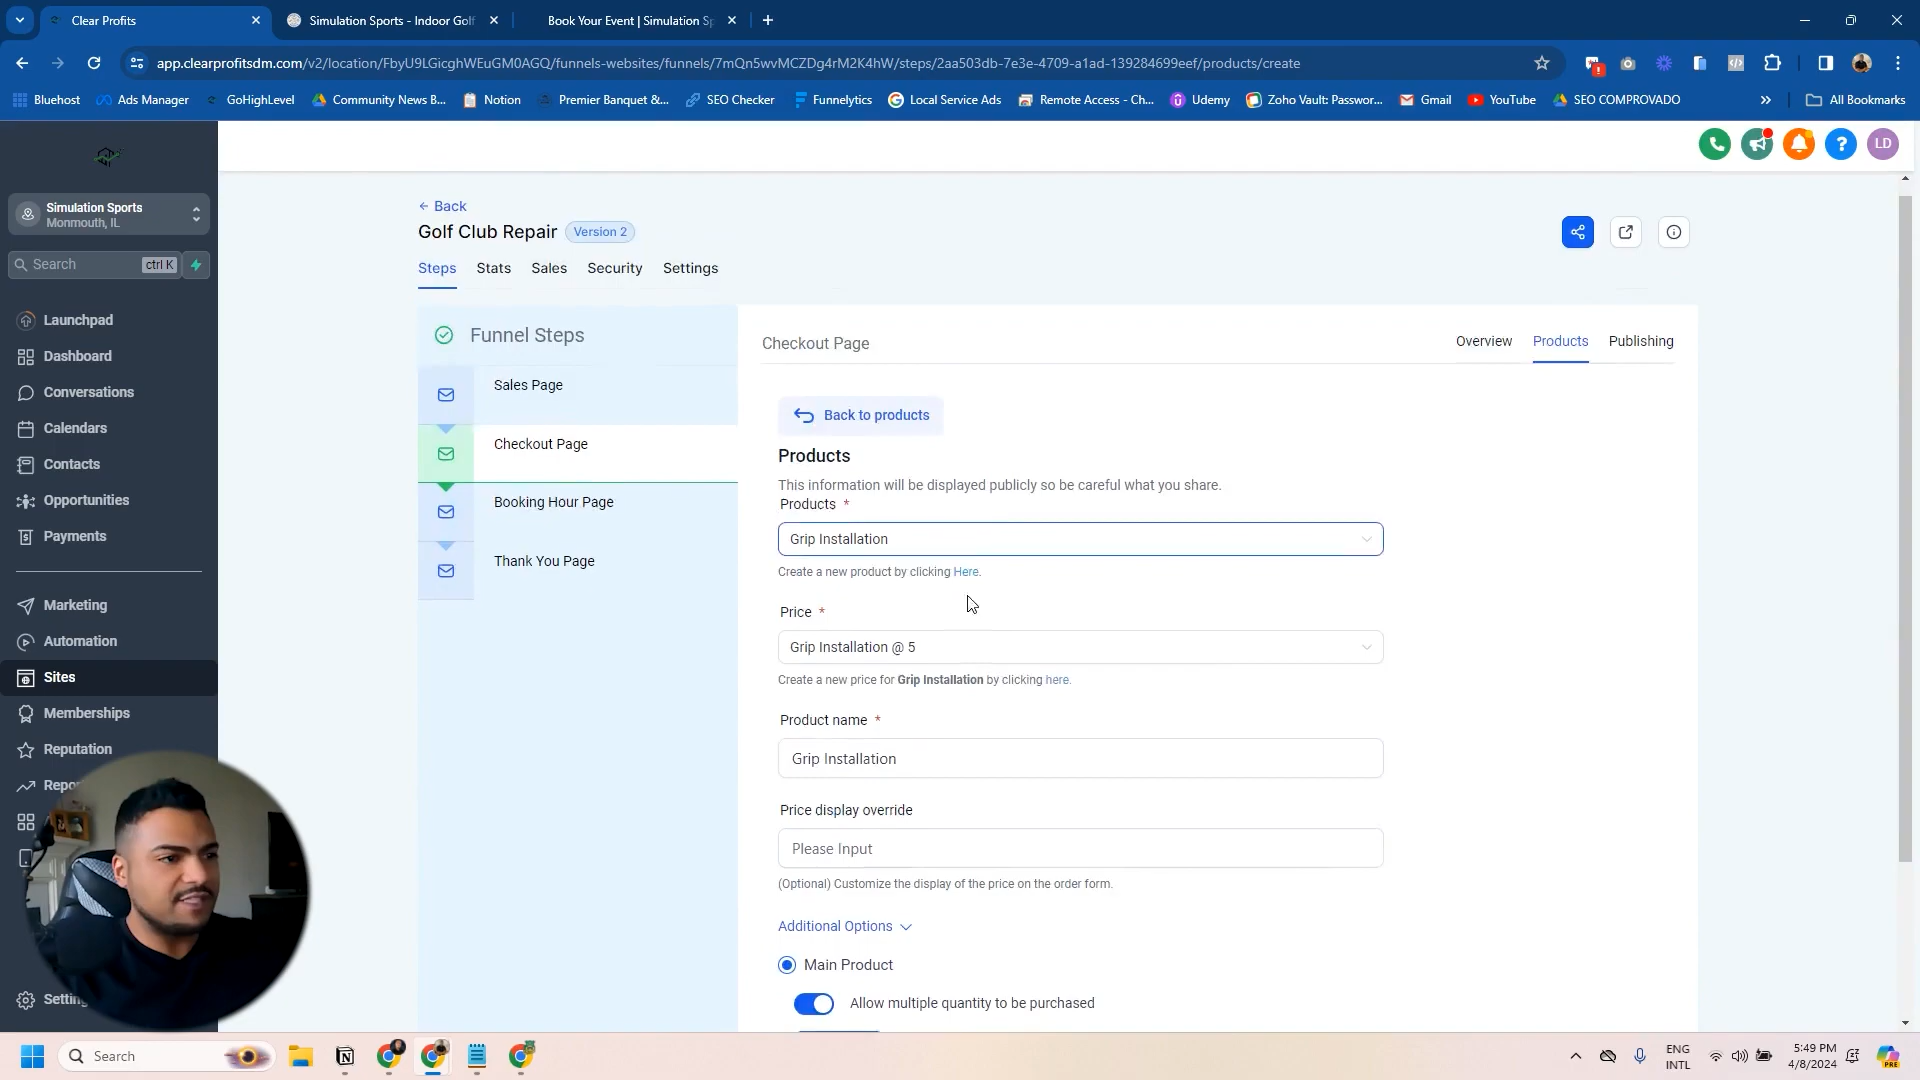 Clear Profits
Simulation Sports - Indoor Golf
Book Your Event | Simulation Sp
app.clearprofitsdm.com/v2/location/FbyU9LGicghWEuGM0AGQ/funnels-websites/funnels/7mQn5wvMCZDg4rM2K4hW/steps/2aa503db-7e3e-4709-a1ad-139284699eef/products/create
Bluehost
Ads Manager
GoHighLevel
Community News B...
Notion
Premier Banquet &...
SEO Checker
Funnelytics
Local Service Ads
Remote Access - Ch...
Udemy
Zoho Vault: Passwor...
Gmail
YouTube
SEO COMPROVADO
»
All Bookmarks
LD
Simulation Sports
Monmouth, IL
Search
ctrl K
Launchpad
Dashboard
Conversations
Calendars
Contacts
Opportunities
Payments
Marketing
Automation
Sites
Memberships
Reputation
Repo
Setting
← Back
Golf Club Repair
Version 2
Steps
Stats
Sales
Security
Settings
Funnel Steps
Sales Page
Checkout Page
Booking Hour Page
Thank You Page
Checkout Page
Overview
Products
Publishing
Back to products
Products
This information will be displayed publicly so be careful what you share.
Products *
Grip Installation
Create a new product by clicking Here.
Price *
Grip Installation @ 5
Create a new price for Grip Installation by clicking here.
Product name *
Grip Installation
Price display override
Please Input
(Optional) Customize the display of the price on the order form.
Additional Options
Main Product
Allow multiple quantity to be purchased
Search
ENG
INTL
5:49 PM
4/8/2024
PRE